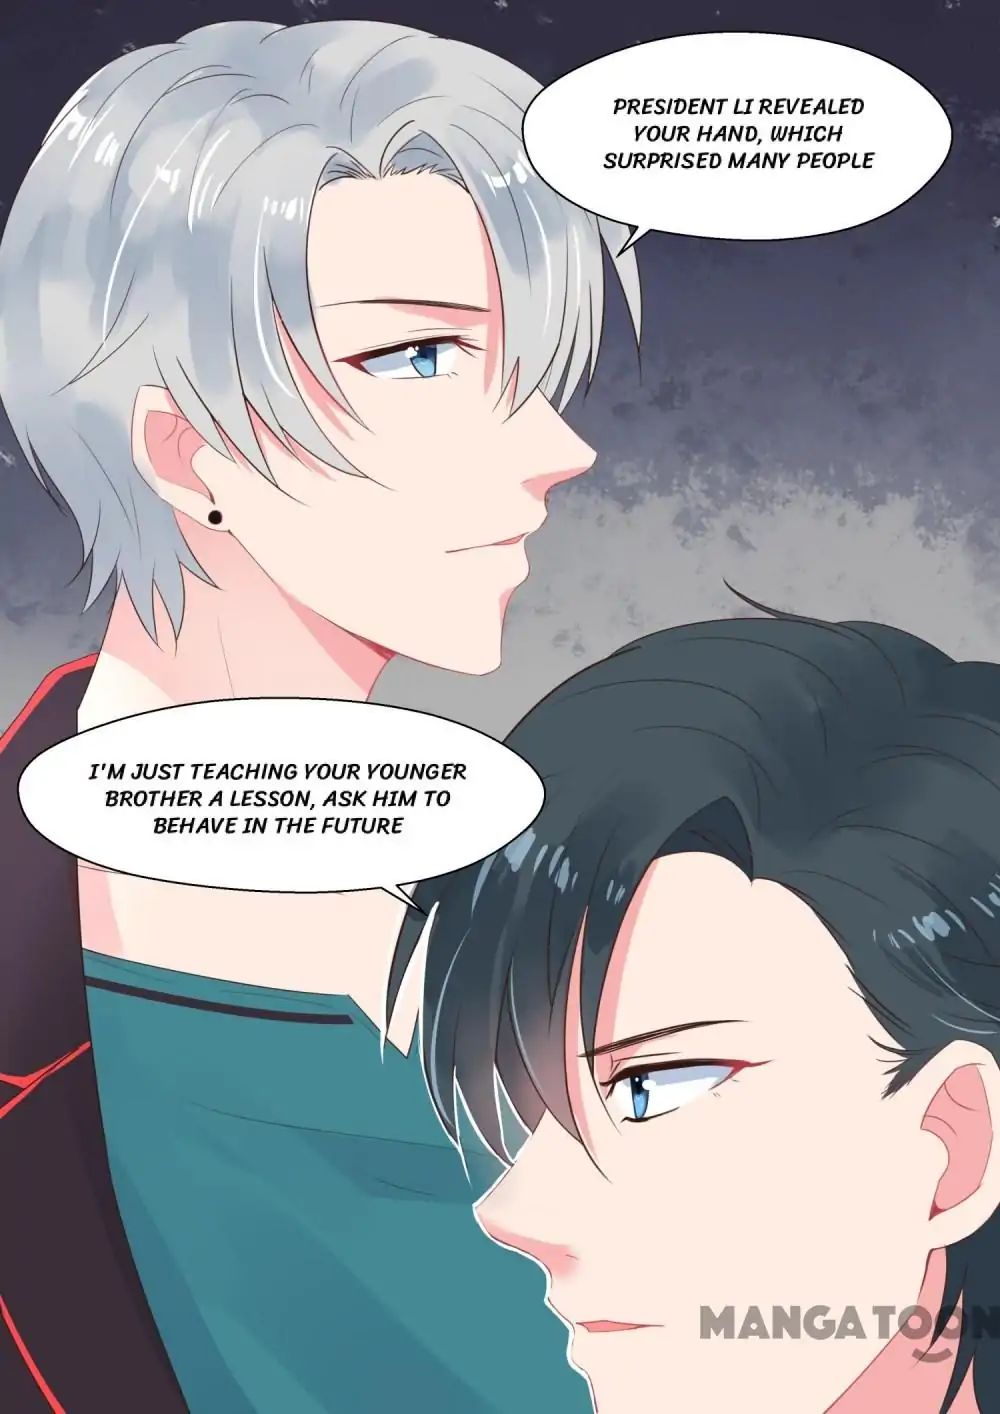 PRESIDENT LI REVEALED
YOUR HAND, WHICH
SURPRISED MANY PEOPLE
I'M JUST TEACHING YOUR YOUNGER
BROTHER A LESSON, ASK HIM TO
BEHAVE IN THE FUTURE
MANGATOON